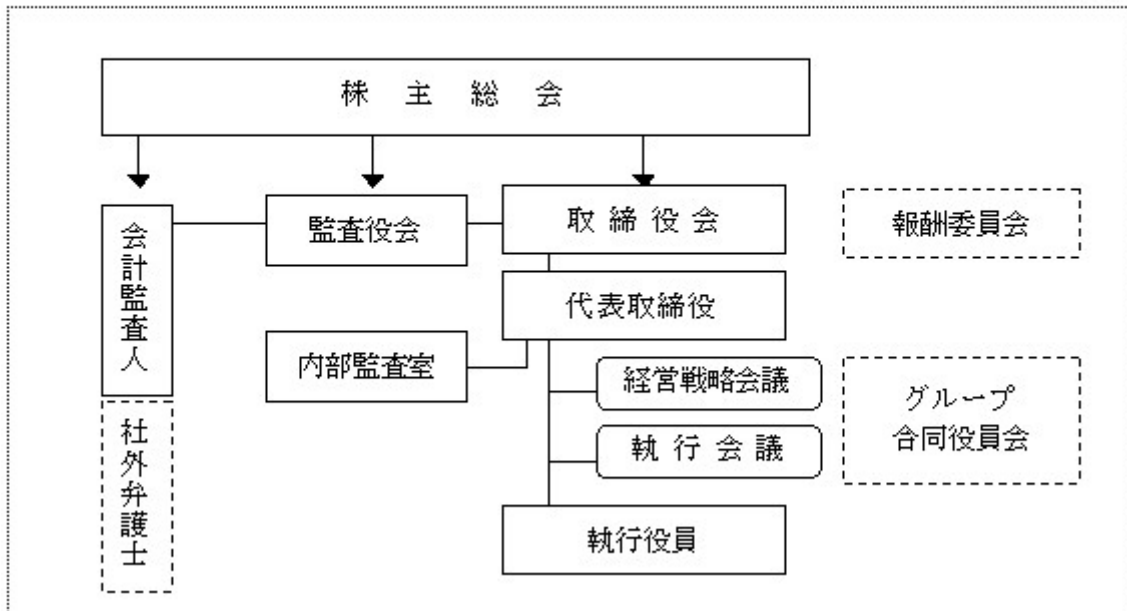 株主総会
会計監査人
監査役会
取締役会
報酬委員会
代表取締役
内部監査室
経営戦略会議
グループ
合同役員会
執行会議
社外弁護士
執行役員